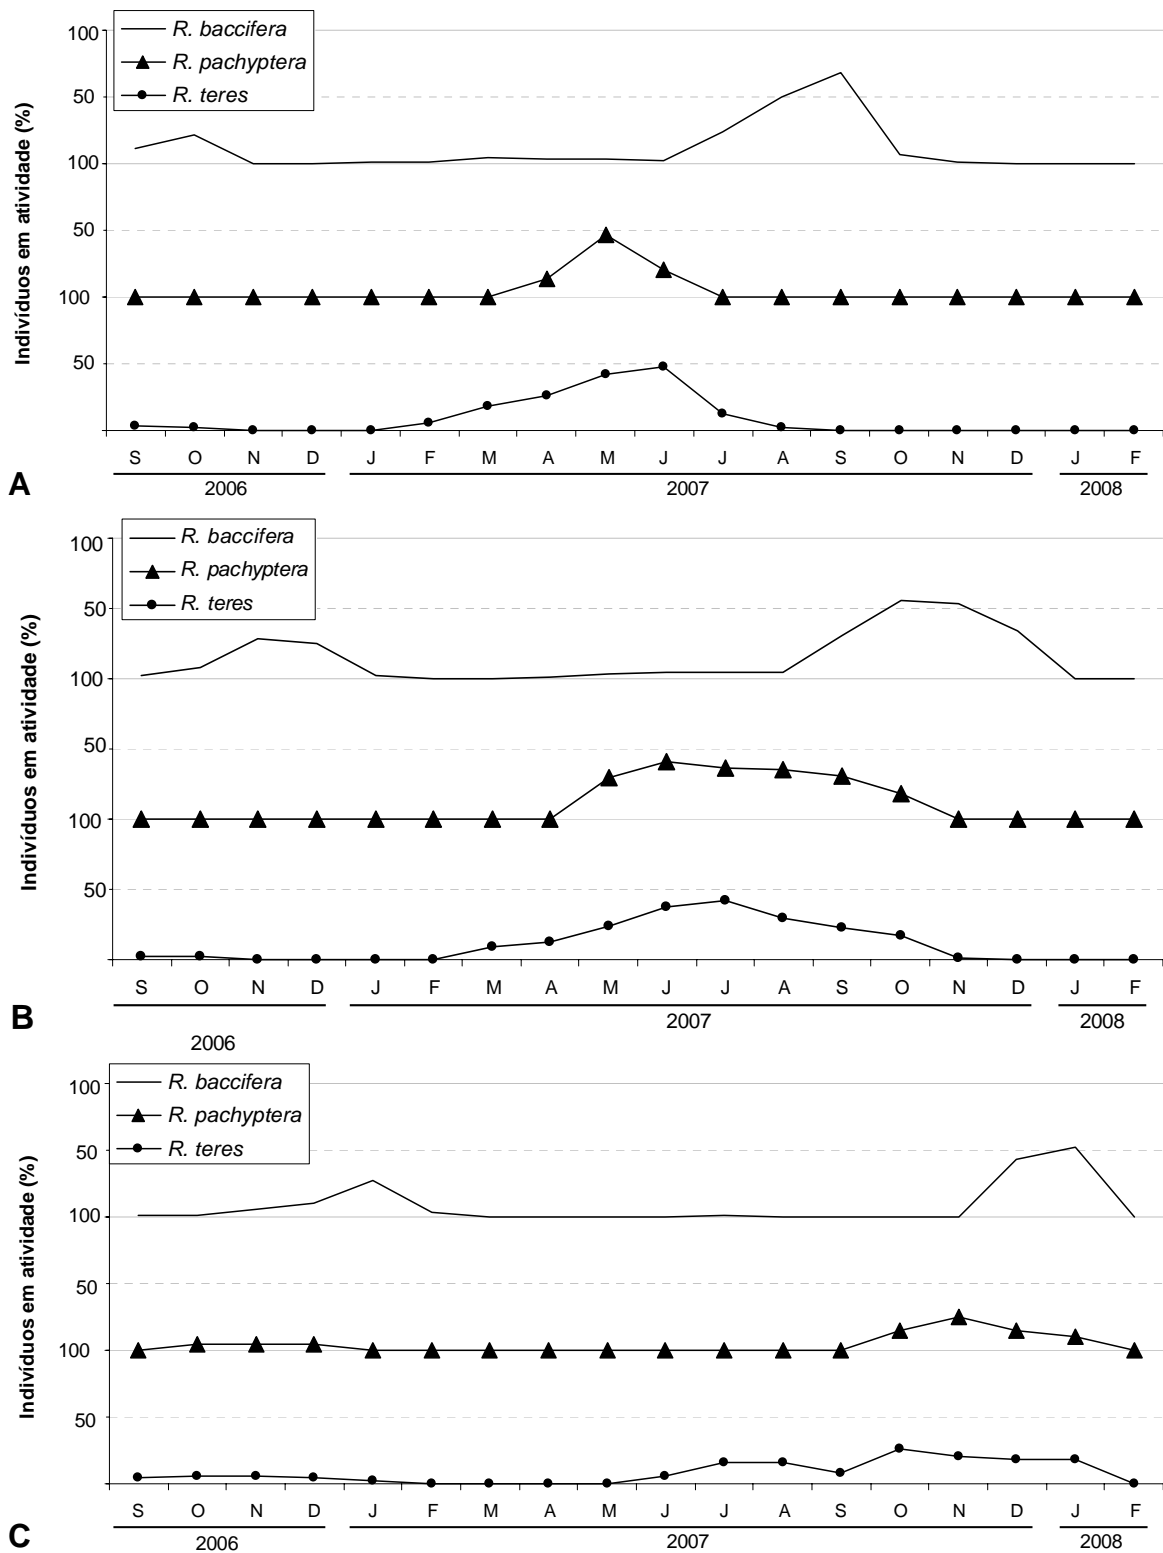 Indivíduos em atividade (%)
100
50
100
50
100
50
R. baccifera
R. pachyptera
R. teres
S O N D J F M A M J J A S O N D J F
2006 2007 2008
A
Indivíduos em atividade (%)
100
50
100
50
100
50
R. baccifera
R. pachyptera
R. teres
S O N D J F M A M J J A S O N D J F
2006 2007 2008
B
Indivíduos em atividade (%)
100
50
100
50
100
50
R. baccifera
R. pachyptera
R. teres
S O N D J F M A M J J A S O N D J F
2006 2007 2008
C